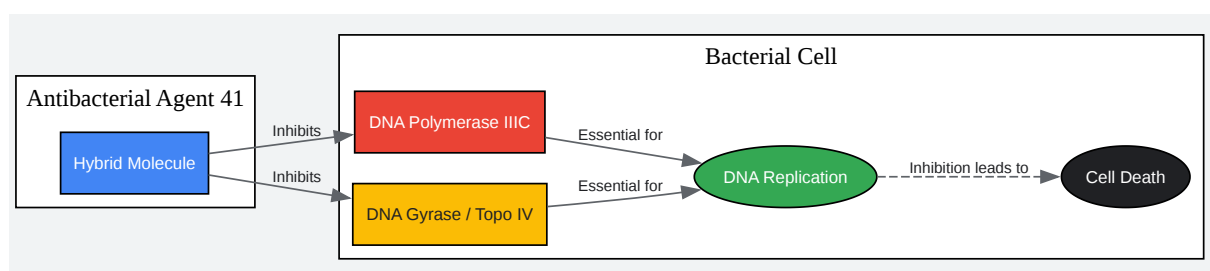 Antibacterial Agent 41
Hybrid Molecule
Inhibits
Inhibits
Bacterial Cell
DNA Polymerase IIIC
DNA Gyrase / Topo IV
Essential for
Essential for
DNA Replication
Inhibition leads to
Cell Death